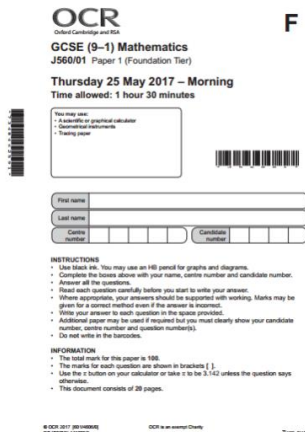 OCR
Oxford Cambridge and RSA
F
GCSE (9–1) Mathematics
J560/01 Paper 1 (Foundation Tier)
Thursday 25 May 2017 – Morning
Time allowed: 1 hour 30 minutes
You may use:
• A scientific or graphical calculator
• Geometrical instruments
• Tracing paper
First name
Last name
Centre number
Candidate number
INSTRUCTIONS
• Use black ink. You may use an HB pencil for graphs and diagrams.
• Complete the boxes above with your name, centre number and candidate number.
• Answer all the questions.
• Read each question carefully before you start to write your answer.
• Where appropriate, your answers should be supported with working. Marks may be
given for a correct method even if the answer is incorrect.
• Write your answer to each question in the space provided.
• Additional paper may be used if required but you must clearly show your candidate
number, centre number and question number(s).
• Do not write in the barcodes.
INFORMATION
• The total mark for this paper is 100.
• The marks for each question are shown in brackets [ ].
• Use the π button on your calculator or take π to be 3.142 unless the question says
otherwise.
• This document consists of 20 pages.
© OCR 2017
OCR is an exempt Charity